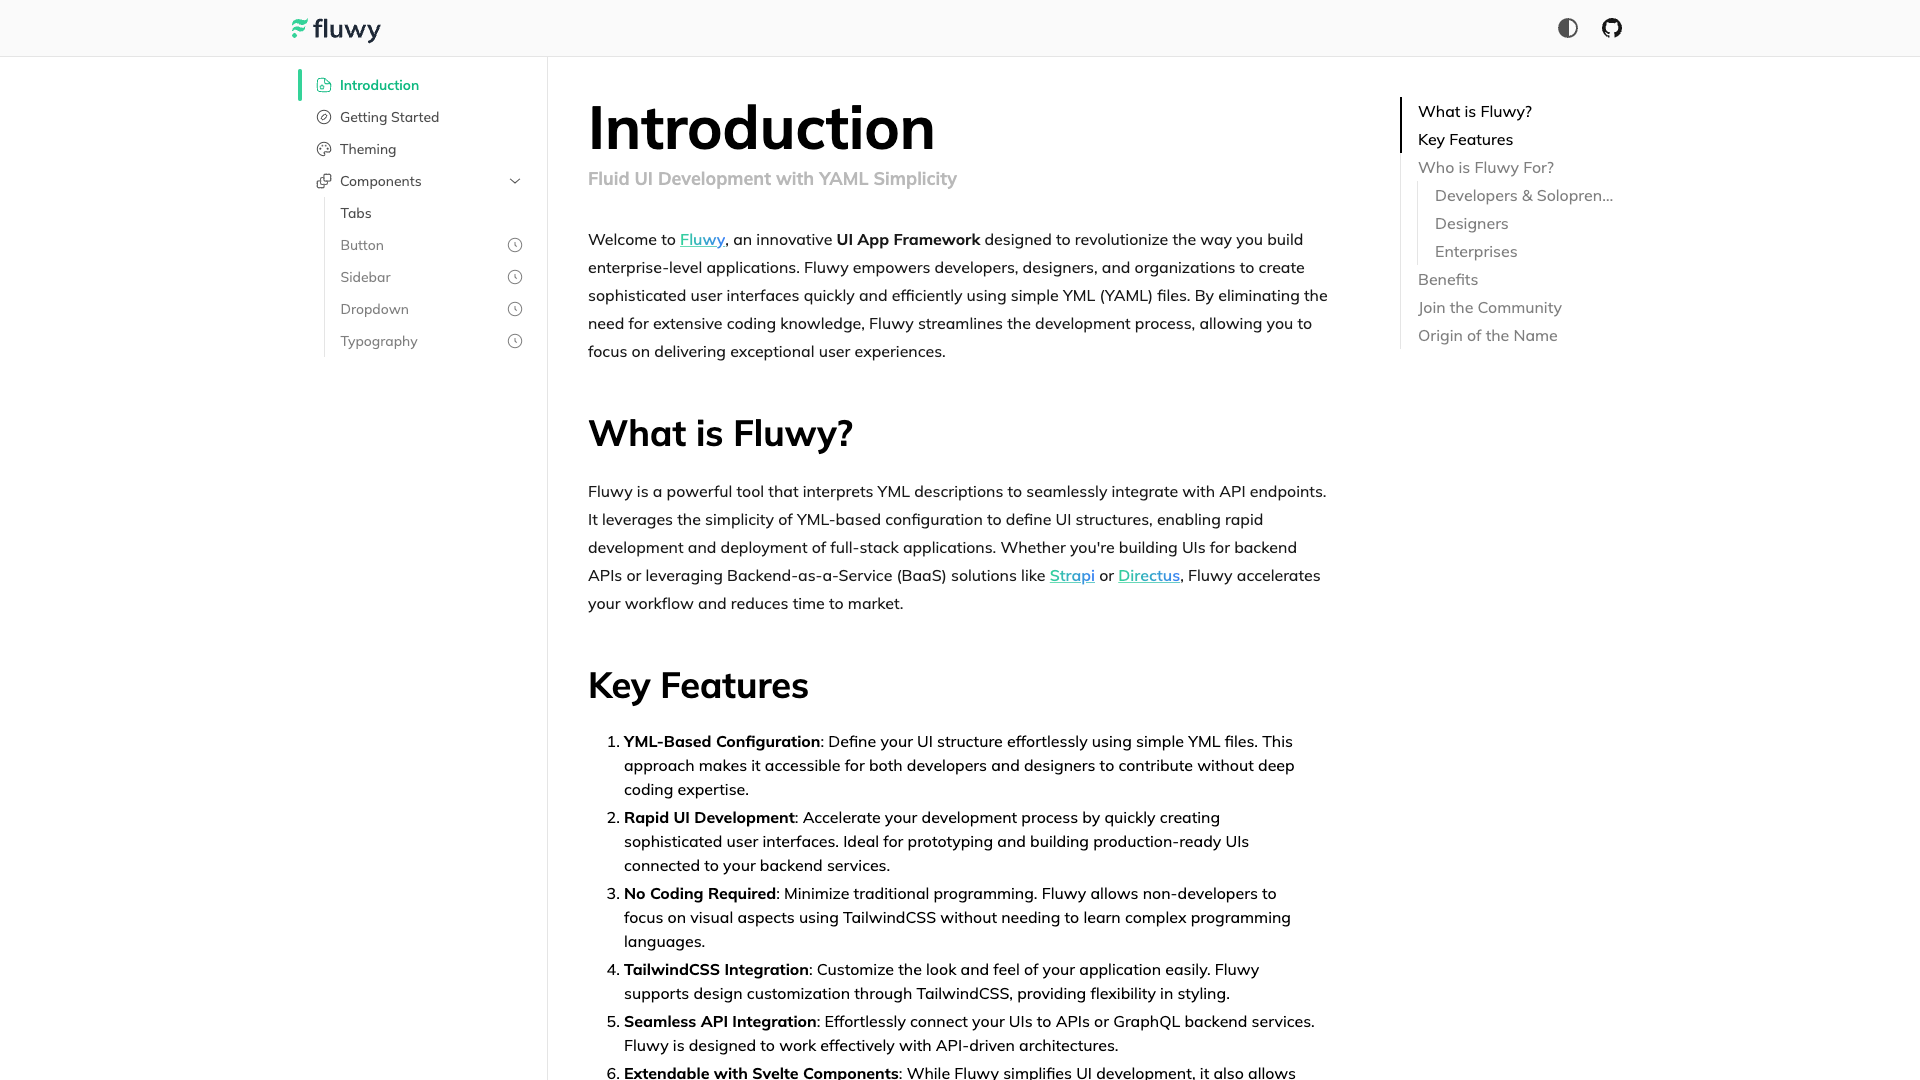 fluwy
Introduction
Getting Started
Theming
Components
Tabs
Button
Sidebar
Dropdown
Typography
Introduction
Fluid UI Development with YAML Simplicity
Welcome to Fluwy, an innovative UI App Framework designed to revolutionize the way you build
enterprise-level applications. Fluwy empowers developers, designers, and organizations to create
sophisticated user interfaces quickly and efficiently using simple YML (YAML) files. By eliminating the
need for extensive coding knowledge, Fluwy streamlines the development process, allowing you to
focus on delivering exceptional user experiences.
What is Fluwy?
Fluwy is a powerful tool that interprets YML descriptions to seamlessly integrate with API endpoints.
It leverages the simplicity of YML-based configuration to define UI structures, enabling rapid
development and deployment of full-stack applications. Whether you're building UIs for backend
APIs or leveraging Backend-as-a-Service (BaaS) solutions like Strapi or Directus, Fluwy accelerates
your workflow and reduces time to market.
Key Features
1. YML-Based Configuration: Define your UI structure effortlessly using simple YML files. This
approach makes it accessible for both developers and designers to contribute without deep
coding expertise.
2. Rapid UI Development: Accelerate your development process by quickly creating
sophisticated user interfaces. Ideal for prototyping and building production-ready UIs
connected to your backend services.
3. No Coding Required: Minimize traditional programming. Fluwy allows non-developers to
focus on visual aspects using TailwindCSS without needing to learn complex programming
languages.
4. TailwindCSS Integration: Customize the look and feel of your application easily. Fluwy
supports design customization through TailwindCSS, providing flexibility in styling.
5. Seamless API Integration: Effortlessly connect your UIs to APIs or GraphQL backend services.
Fluwy is designed to work effectively with API-driven architectures.
6. Extendable with Svelte Components: While Fluwy simplifies UI development, it also allows
What is Fluwy?
Key Features
Who is Fluwy For?
Developers & Solopren...
Designers
Enterprises
Benefits
Join the Community
Origin of the Name